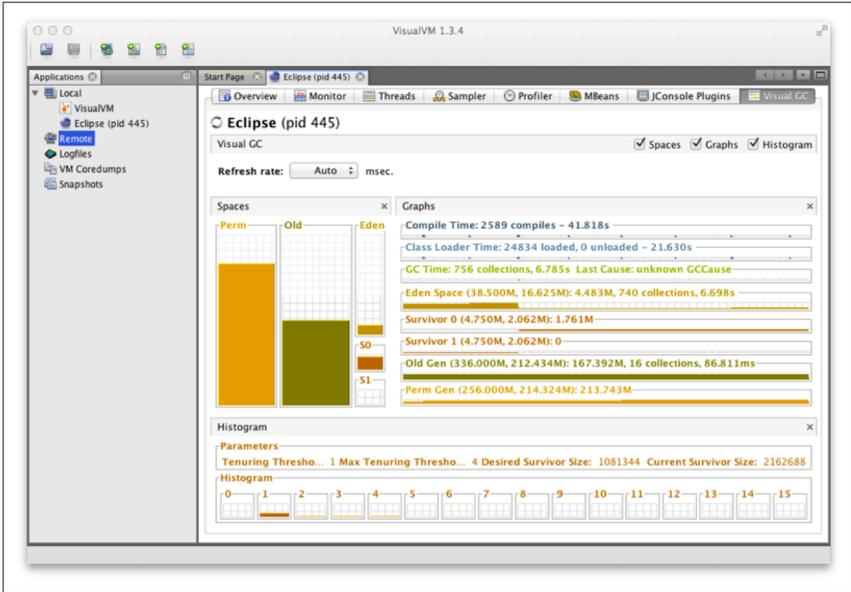 VisualVM 1.3.4
Applications
Start Page
Eclipse (pid 445)
Local
VisualVM
Eclipse (pid 445)
Remote
Logfiles
VM Coredumps
Snapshots
Overview
Monitor
Threads
Sampler
Profiler
MBeans
JConsole Plugins
Visual GC
Eclipse (pid 445)
Visual GC
Spaces
Graphs
Histogram
Refresh rate: Auto msec.
Spaces
Perm
Old
Eden
S0
S1
Graphs
Compile Time: 2589 compiles - 41.818s
Class Loader Time: 24834 loaded, 0 unloaded - 21.630s
GC Time: 756 collections, 6.785s Last Cause: unknown GCCause
Eden Space (38.500M, 16.625M): 4.483M, 740 collections, 6.698s
Survivor 0 (4.750M, 2.062M): 1.761M
Survivor 1 (4.750M, 2.062M): 0
Old Gen (336.000M, 212.434M): 167.392M, 16 collections, 86.811ms
Perm Gen (256.000M, 214.324M): 213.743M
Histogram
Parameters
Tenuring Thresho... 1 Max Tenuring Thresho... 4 Desired Survivor Size: 1081344 Current Survivor Size: 2162688
Histogram
0 1 2 3 4 5 6 7 8 9 10 11 12 13 14 15